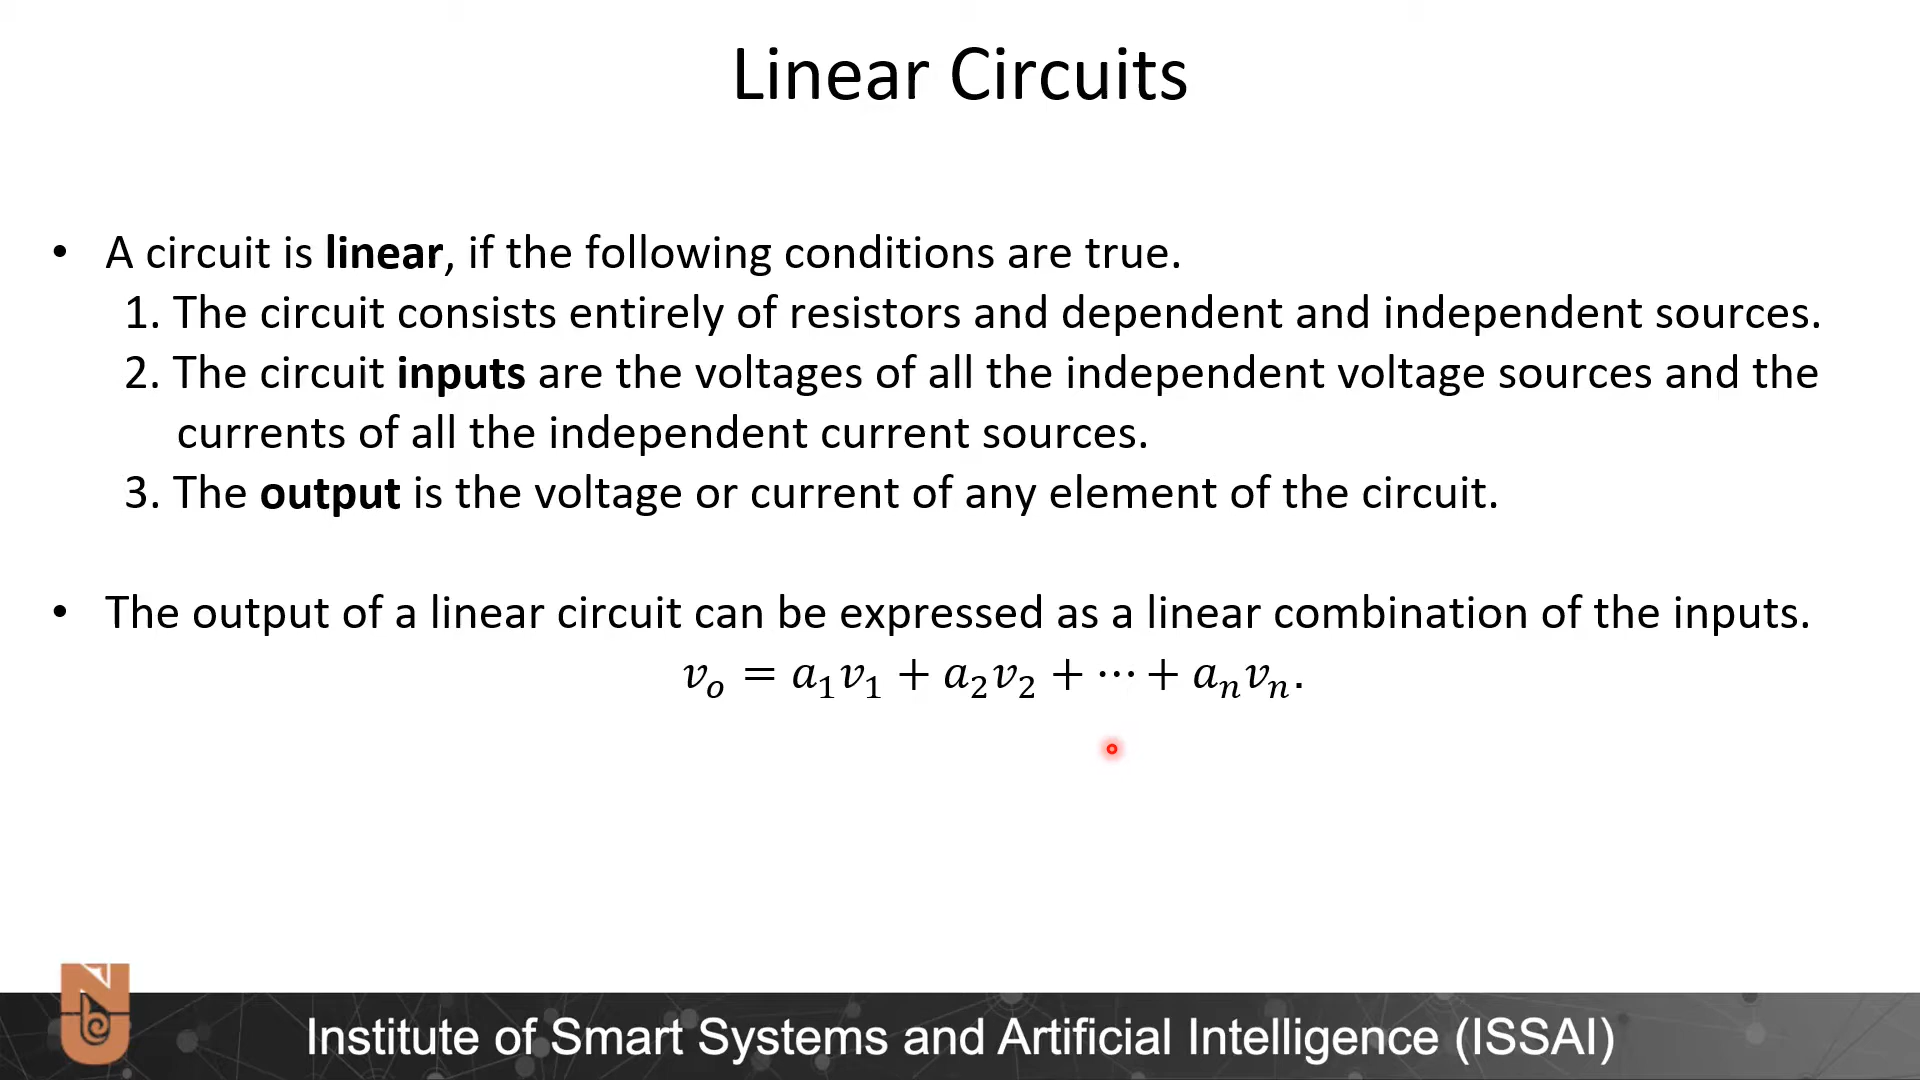 Linear Circuits
• A circuit is linear, if the following conditions are true.
1. The circuit consists entirely of resistors and dependent and independent sources.
2. The circuit inputs are the voltages of all the independent voltage sources and the
currents of all the independent current sources.
3. The output is the voltage or current of any element of the circuit.
• The output of a linear circuit can be expressed as a linear combination of the inputs.
𝑣ₒ = 𝑎₁𝑣₁ + 𝑎₂𝑣₂ + ⋯ + 𝑎ₙ𝑣ₙ.
Institute of Smart Systems and Artificial Intelligence (ISSAI)